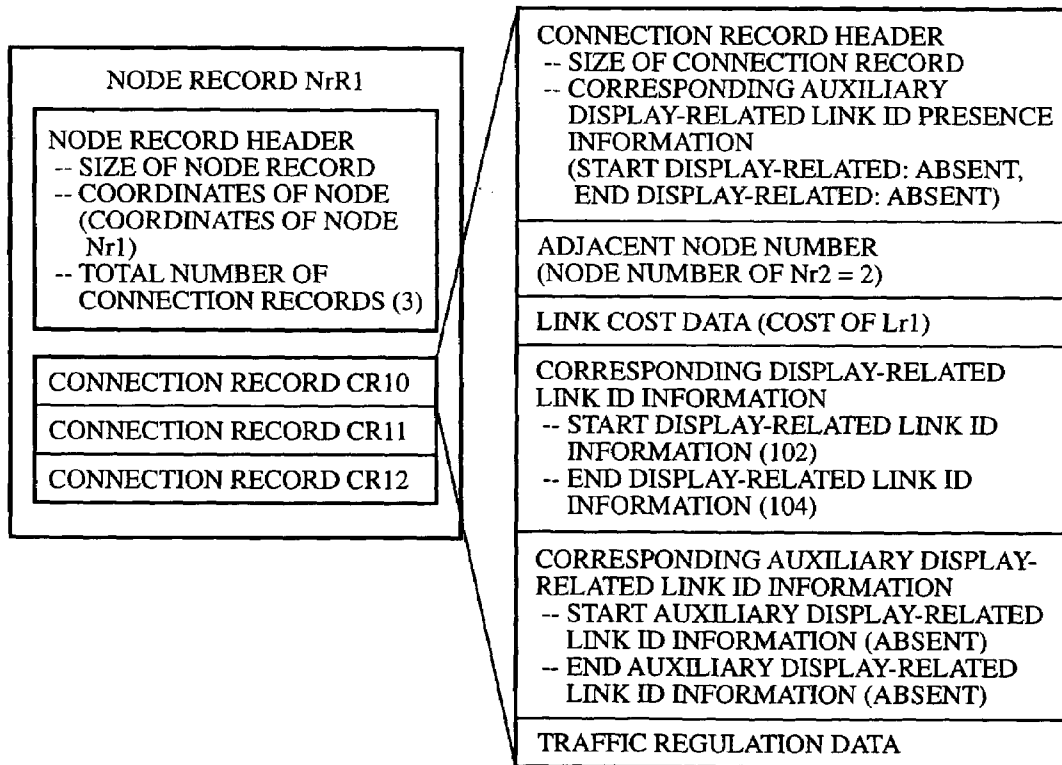 NODE RECORD NrR1
NODE RECORD HEADER
-- SIZE OF NODE RECORD
-- COORDINATES OF NODE
(COORDINATES OF NODE
Nr1)
-- TOTAL NUMBER OF
CONNECTION RECORDS (3)
CONNECTION RECORD CR10
CONNECTION RECORD CR11
CONNECTION RECORD CR12
CONNECTION RECORD HEADER
-- SIZE OF CONNECTION RECORD
-- CORRESPONDING AUXILIARY
DISPLAY-RELATED LINK ID PRESENCE
INFORMATION
(START DISPLAY-RELATED: ABSENT,
END DISPLAY-RELATED: ABSENT)
ADJACENT NODE NUMBER
(NODE NUMBER OF Nr2 = 2)
LINK COST DATA (COST OF Lr1)
CORRESPONDING DISPLAY-RELATED
LINK ID INFORMATION
-- START DISPLAY-RELATED LINK ID
INFORMATION (102)
-- END DISPLAY-RELATED LINK ID
INFORMATION (104)
CORRESPONDING AUXILIARY DISPLAY-
RELATED LINK ID INFORMATION
-- START AUXILIARY DISPLAY-RELATED
LINK ID INFORMATION (ABSENT)
-- END AUXILIARY DISPLAY-RELATED
LINK ID INFORMATION (ABSENT)
TRAFFIC REGULATION DATA